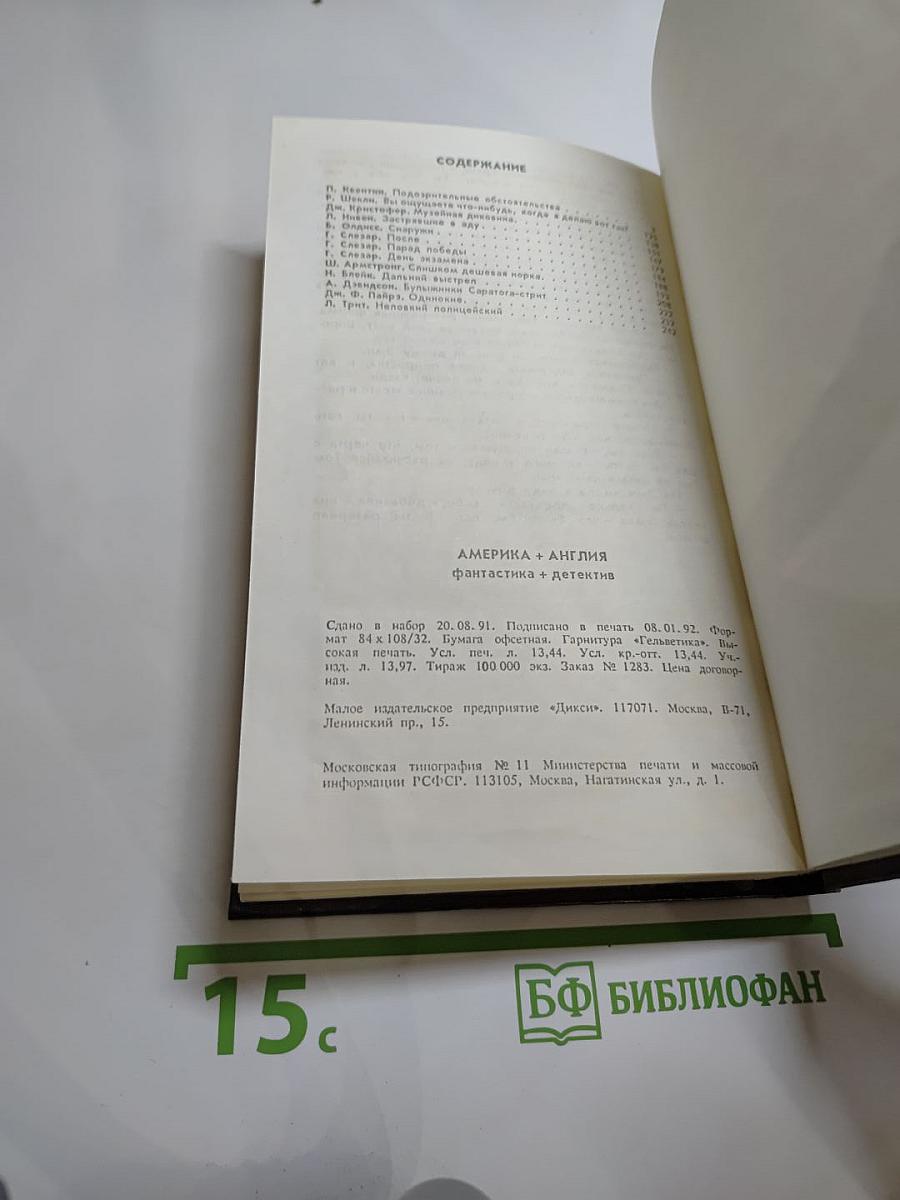 СОДЕРЖАНИЕ
П. Квентин. Подозрительные обстоятельства
Р. Шекли. Вы ощущаете что-нибудь, когда я делаю вот так?
Дж. Кристофер. Музейная диковина.
Л. Нивен. Застрявшие в аду
Б. Олдисс. Снаружи
Г. Слезар. После
Г. Слезар. Парад победы
Г. Слезар. День экзамена
Ш. Армстронг. Слишком дешевая норка.
Н. Блейк. Дальний выстрел
А. Дэвидсон. Булыжники Саратога-стрит
Дж. Ф. Пайрэ. Одинокие.
Л. Трит. Неловкий полицейский
АМЕРИКА + АНГЛИЯ
фантастика + детектив
Сдано в набор 20.08.91. Подписано в печать 08.01.92. Фор-
мат 84 x 108/32. Бумага офсетная. Гарнитура «Гельветика». Вы-
сокая печать. Усл. печ. л. 13,44. Усл. кр.-отт. 13,44. Уч.-
изд. л. 13,97. Тираж 100 000 экз. Заказ № 1283. Цена договор-
ная.
Малое издательское предприятие «Дикси». 117071. Москва, В-71,
Ленинский пр., 15.
Московская типография № 11 Министерства печати и массовой
информации РСФСР. 113105, Москва, Нагатинская ул., д. 1.
15 с
БФ БИБЛИОФАН